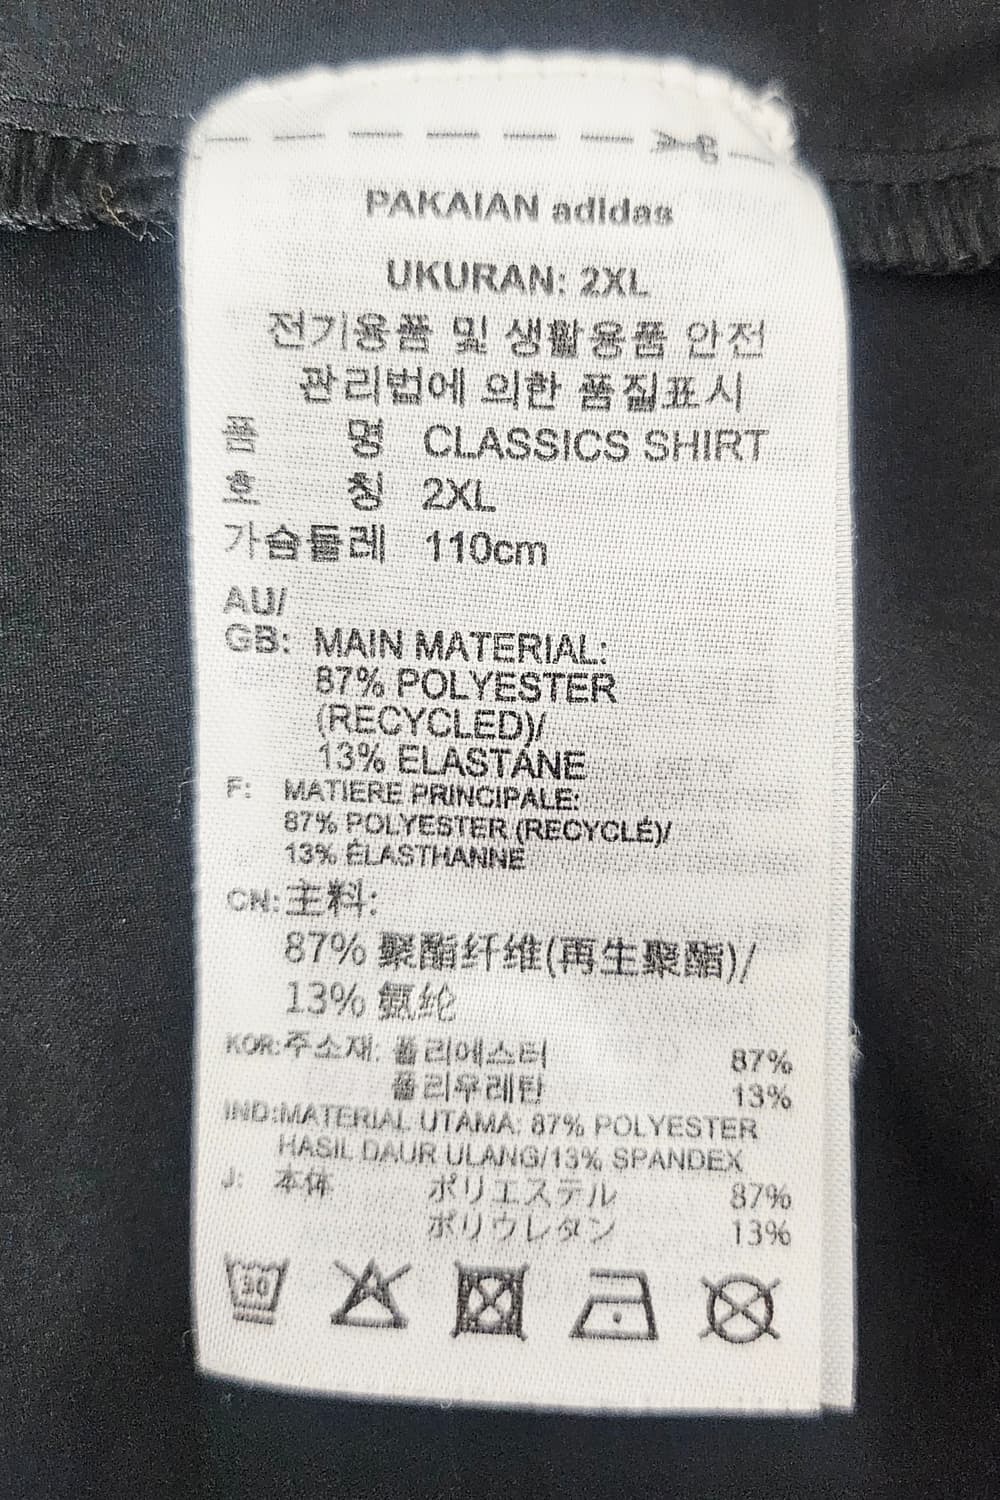 PAKAIAN adidas
UKURAN: 2XL
전기용품 및 생활용품 안전
관리법에 의한 품질표시
품 명 CLASSICS SHIRT
호 칭 2XL
가슴둘레 110cm
AU/
GB: MAIN MATERIAL:
87% POLYESTER
(RECYCLED)/
13% ELASTANE
F: MATIERE PRINCIPALE:
87% POLYESTER (RECYCLÉ)/
13% ÉLASTHANNE
CN: 主料:
87% 聚酯纤维(再生聚酯)/
13% 氨纶
KOR: 주소재: 폴리에스터 87%
폴리우레탄 13%
IND:MATERIAL UTAMA: 87% POLYESTER
HASIL DAUR ULANG/13% SPANDEX
J: 本体 ポリエステル 87%
ポリウレタン 13%
30